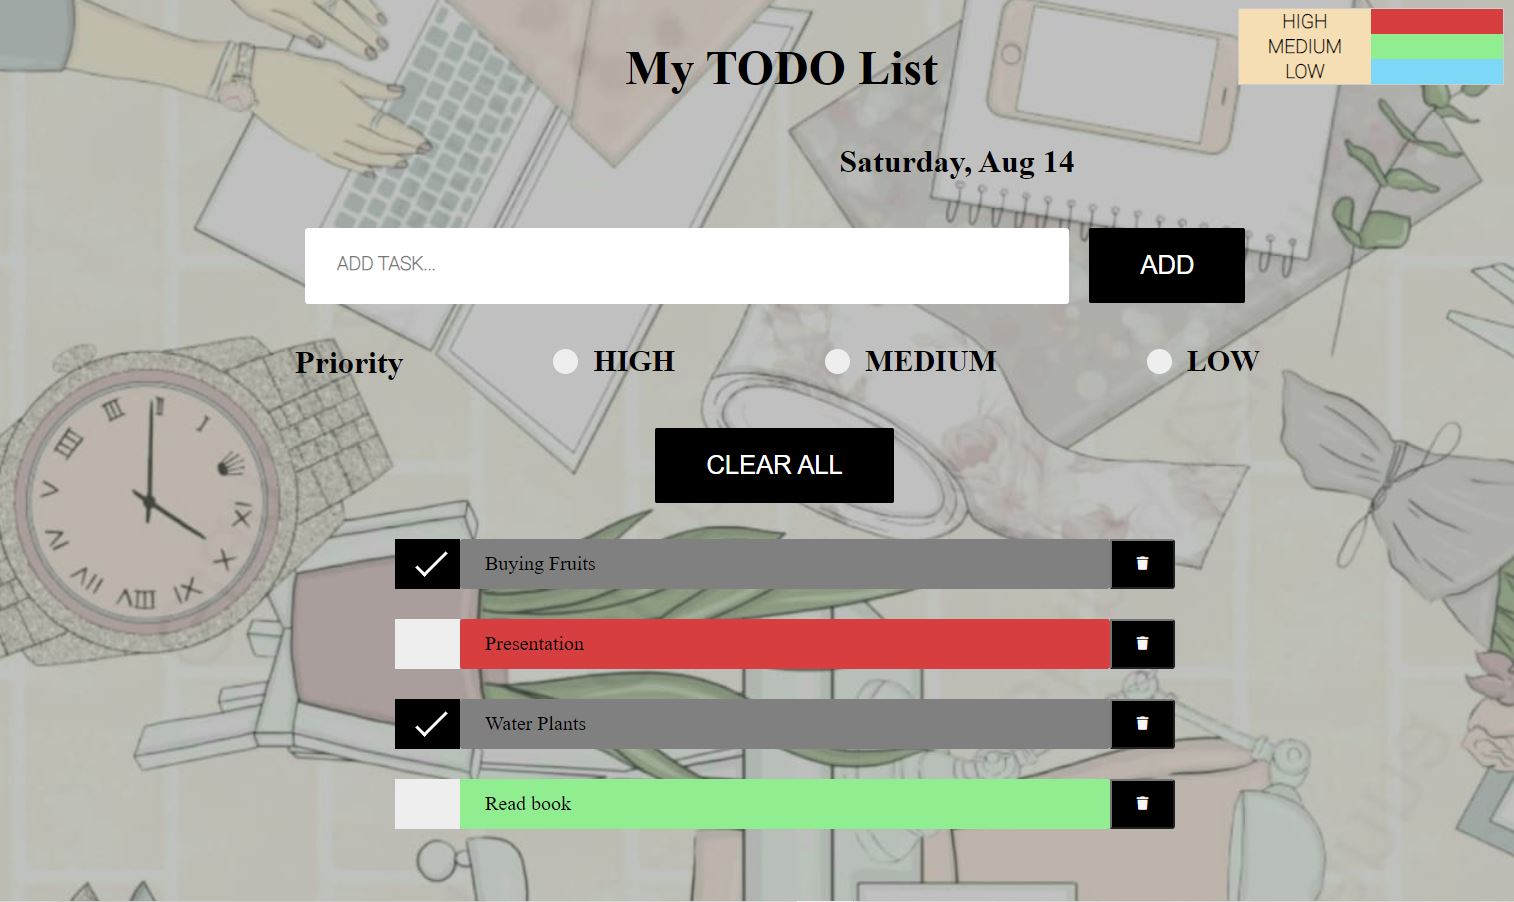 HIGH
MEDIUM
LOW
My TODO List
Saturday, Aug 14
ADD TASK...
ADD
Priority
HIGH
MEDIUM
LOW
CLEAR ALL
Buying Fruits
Presentation
Water Plants
Read book